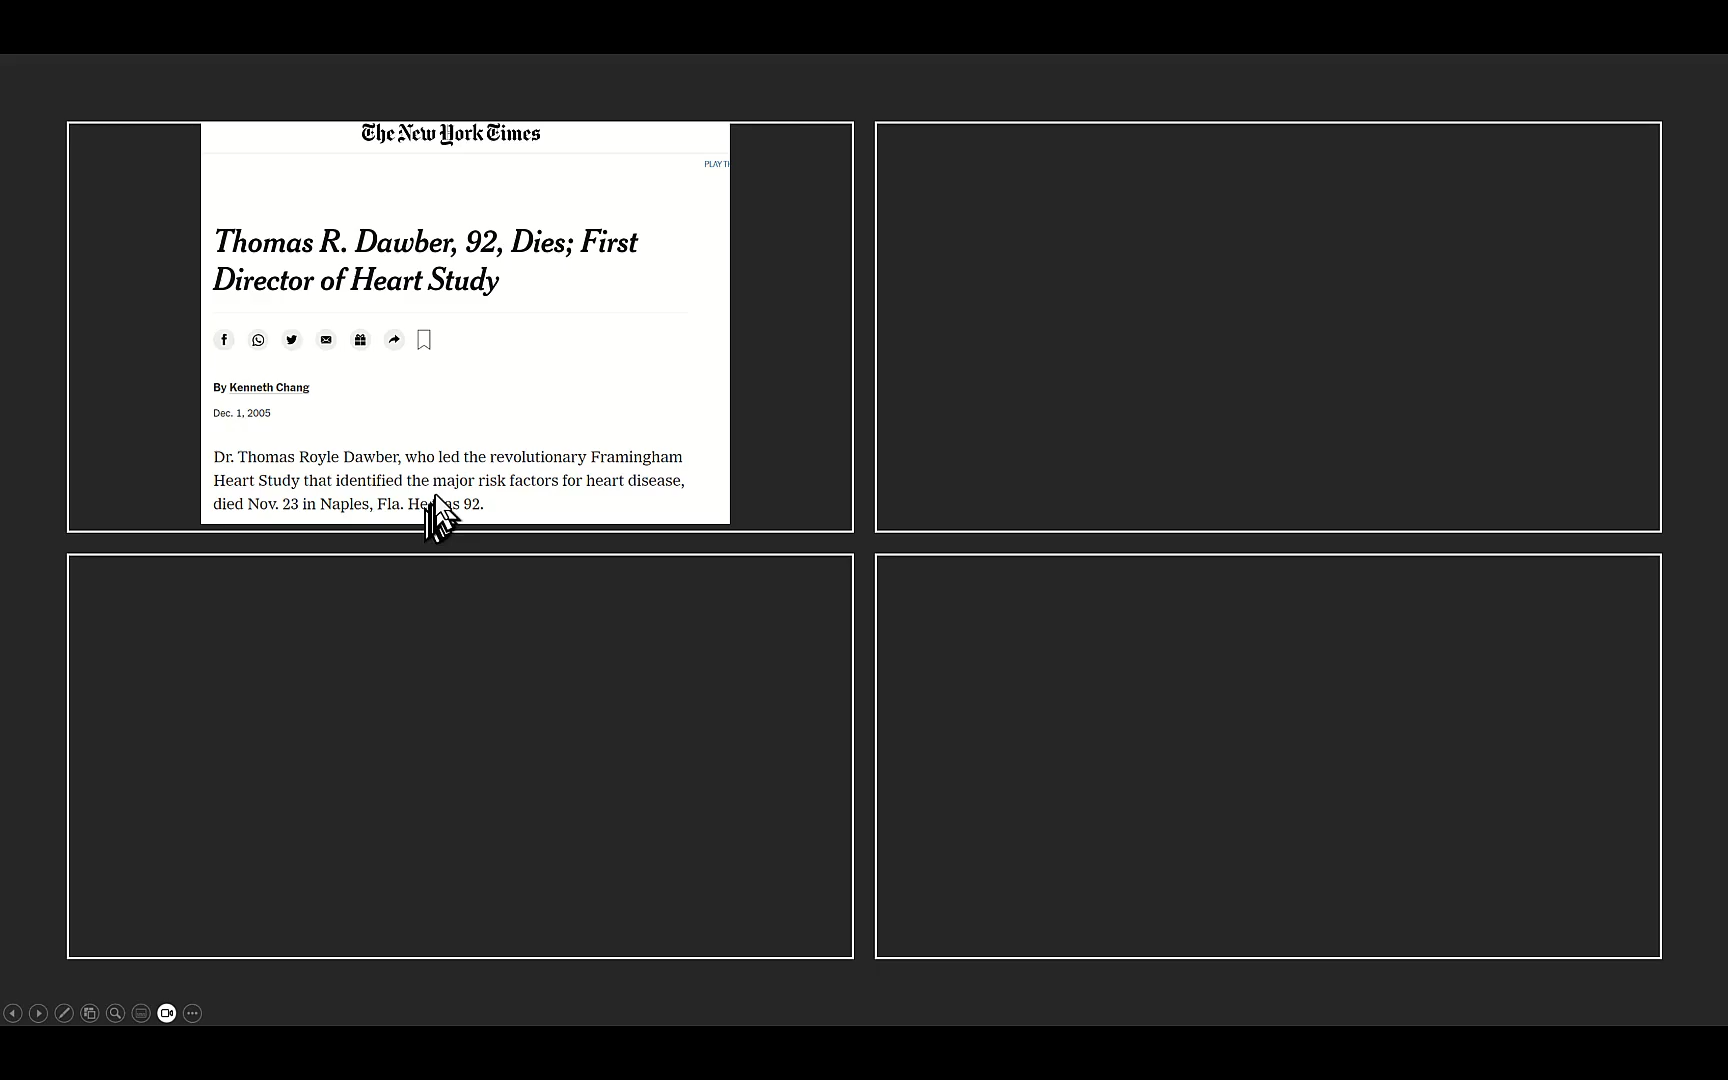 The New York Times
PLAY
Thomas R. Dawber, 92, Dies; First
Director of Heart Study
By Kenneth Chang
Dec. 1, 2005
Dr. Thomas Royle Dawber, who led the revolutionary Framingham
Heart Study that identified the major risk factors for heart disease,
died Nov. 23 in Naples, Fla. He 92.